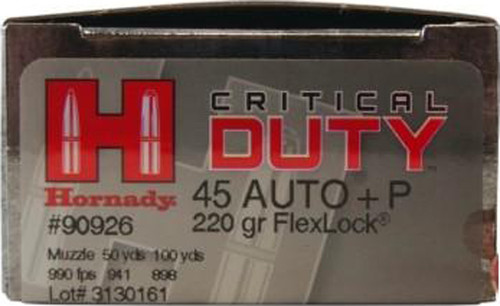 CRITICAL
DUTY™
H
Hornady®
45 AUTO + P
#90926
220 gr FlexLock®
Muzzle 50 yds 100 yds
990 fps 941 898
Lot# 3130161